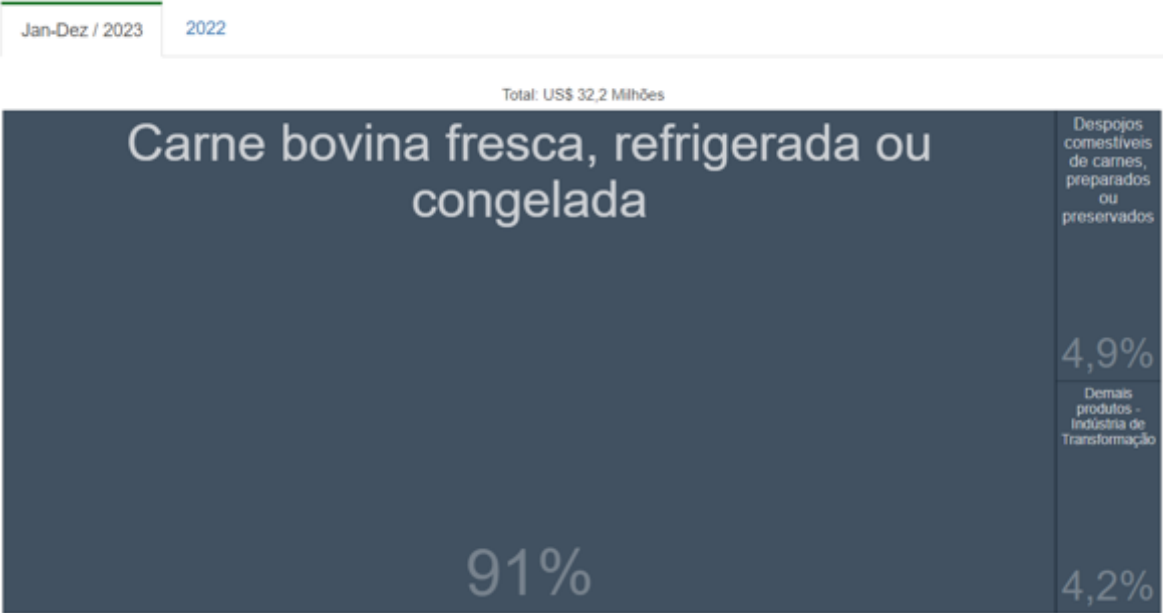 Jan-Dez / 2023
2022
Total: US$ 32,2 Milhões
Carne bovina fresca, refrigerada ou
congelada
91%
Despojos
comestíveis
de carnes,
preparados
ou
preservados
4,9%
Demais
produtos -
Indústria de
Transformação
4,2%